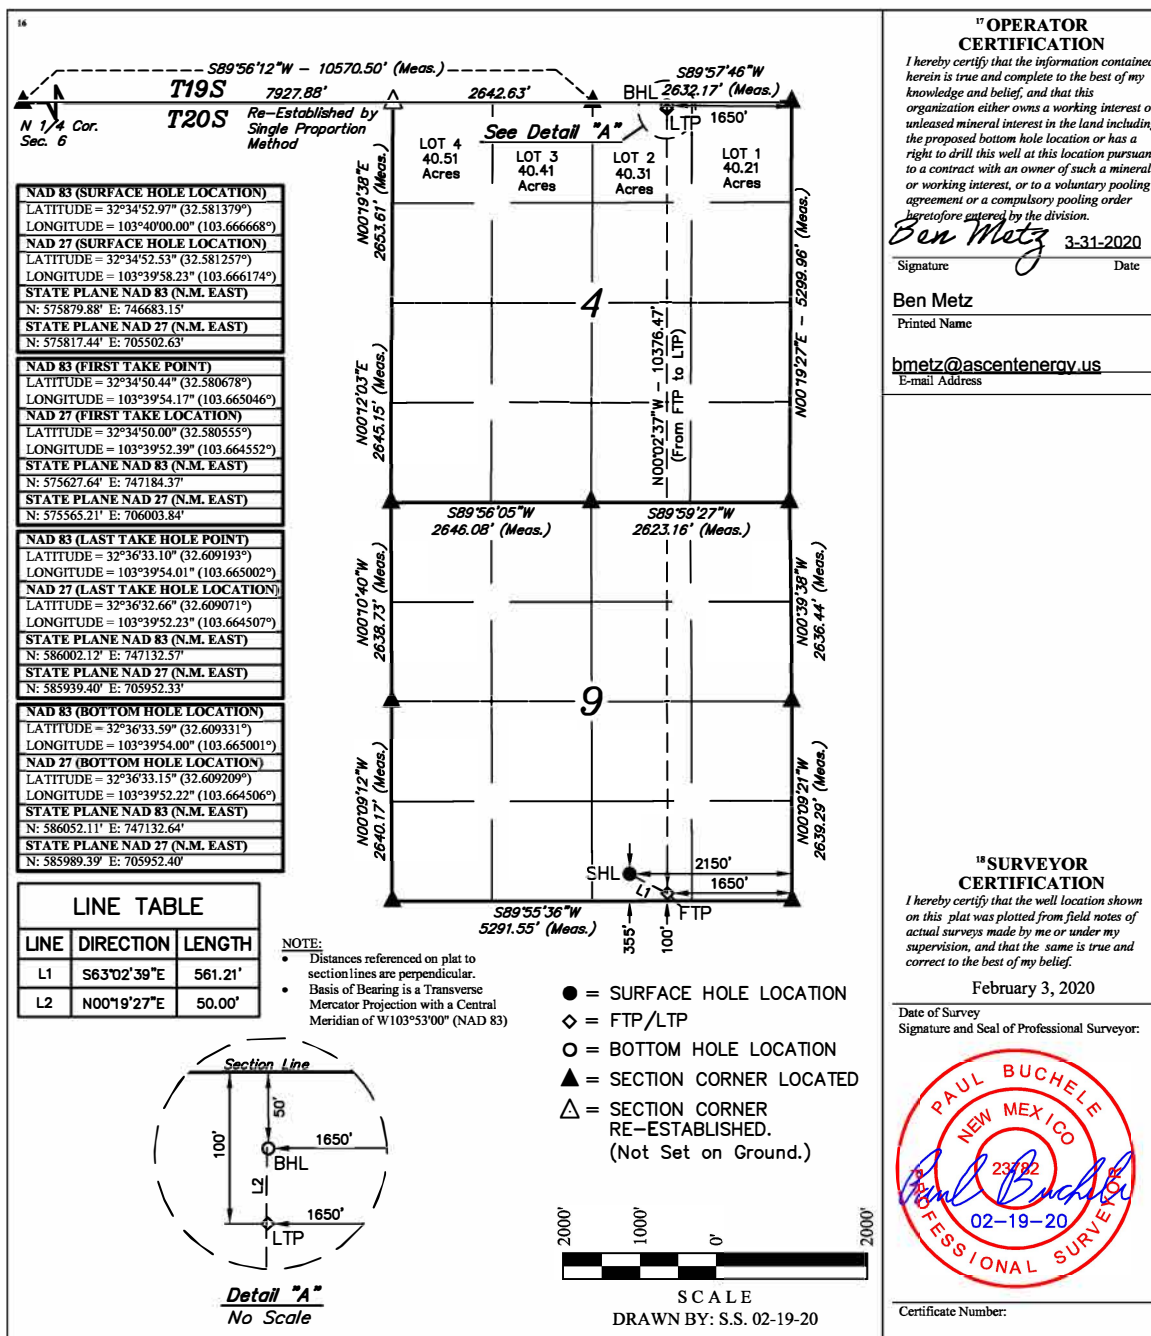 16
S89°56'12"W - 10570.50' (Meas.)
S89°57'46"W
2632.17' (Meas.)
T19S
7927.88'
2642.63'
BHL
1650'
T20S
Re-Established by
Single Proportion
Method
N 1/4 Cor.
Sec. 6
See Detail "A"
LTP
LOT 4
40.51
Acres
LOT 3
40.41
Acres
LOT 2
40.31
Acres
LOT 1
40.21
Acres
N00°19'38"E
2653.61' (Meas.)
N00°12'03"E
2645.15' (Meas.)
4
N00°02'37"W - 10376.47'
(From FTP to LTP)
N00°19'27"E - 5299.96' (Meas.)
S89°56'05"W
2646.08' (Meas.)
S89°59'27"W
2623.16' (Meas.)
N00°10'40"W
2638.73' (Meas.)
N00°39'38"W
2636.44' (Meas.)
9
N00°09'12"W
2640.17' (Meas.)
N00°09'21"W
2639.29' (Meas.)
SHL
2150'
L1
1650'
FTP
S89°55'36"W
5291.55' (Meas.)
355'
100'
NAD 83 (SURFACE HOLE LOCATION)
LATITUDE = 32°34'52.97" (32.581379°)
LONGITUDE = 103°40'00.00" (103.666668°)
NAD 27 (SURFACE HOLE LOCATION)
LATITUDE = 32°34'52.53" (32.581257°)
LONGITUDE = 103°39'58.23" (103.666174°)
STATE PLANE NAD 83 (N.M. EAST)
N: 575879.88' E: 746683.15'
STATE PLANE NAD 27 (N.M. EAST)
N: 575817.44' E: 705502.63'
NAD 83 (FIRST TAKE POINT)
LATITUDE = 32°34'50.44" (32.580678°)
LONGITUDE = 103°39'54.17" (103.665046°)
NAD 27 (FIRST TAKE LOCATION)
LATITUDE = 32°34'50.00" (32.580555°)
LONGITUDE = 103°39'52.39" (103.664552°)
STATE PLANE NAD 83 (N.M. EAST)
N: 575627.64' E: 747184.37'
STATE PLANE NAD 27 (N.M. EAST)
N: 575565.21' E: 706003.84'
NAD 83 (LAST TAKE HOLE POINT)
LATITUDE = 32°36'33.10" (32.609193°)
LONGITUDE = 103°39'54.01" (103.665002°)
NAD 27 (LAST TAKE HOLE LOCATION)
LATITUDE = 32°36'32.66" (32.609071°)
LONGITUDE = 103°39'52.23" (103.664507°)
STATE PLANE NAD 83 (N.M. EAST)
N: 586002.12' E: 747132.57'
STATE PLANE NAD 27 (N.M. EAST)
N: 585939.40' E: 705952.33'
NAD 83 (BOTTOM HOLE LOCATION)
LATITUDE = 32°36'33.59" (32.609331°)
LONGITUDE = 103°39'54.00" (103.665001°)
NAD 27 (BOTTOM HOLE LOCATION)
LATITUDE = 32°36'33.15" (32.609209°)
LONGITUDE = 103°39'52.22" (103.664506°)
STATE PLANE NAD 83 (N.M. EAST)
N: 586052.11' E: 747132.64'
STATE PLANE NAD 27 (N.M. EAST)
N: 585989.39' E: 705952.40'
LINE TABLE
LINE DIRECTION LENGTH
L1 S63°02'39"E 561.21'
L2 N00°19'27"E 50.00'
NOTE:
• Distances referenced on plat to
section lines are perpendicular.
• Basis of Bearing is a Transverse
Mercator Projection with a Central
Meridian of W103°53'00" (NAD 83)
● = SURFACE HOLE LOCATION
◇ = FTP/LTP
○ = BOTTOM HOLE LOCATION
▲ = SECTION CORNER LOCATED
△ = SECTION CORNER
RE-ESTABLISHED.
(Not Set on Ground.)
Section Line
50'
100'
1650'
BHL
L2
1650'
LTP
Detail "A"
No Scale
2000'
1000'
0'
2000'
SCALE
DRAWN BY: S.S. 02-19-20
17 OPERATOR
CERTIFICATION
I hereby certify that the information contained
herein is true and complete to the best of my
knowledge and belief, and that this
organization either owns a working interest or
unleased mineral interest in the land including
the proposed bottom hole location or has a
right to drill this well at this location pursuant
to a contract with an owner of such a mineral
or working interest, or to a voluntary pooling
agreement or a compulsory pooling order
heretofore entered by the division.
Ben Metz 3-31-2020
Signature Date
Ben Metz
Printed Name
bmetz@ascentenergy.us
E-mail Address
18 SURVEYOR
CERTIFICATION
I hereby certify that the well location shown
on this plat was plotted from field notes of
actual surveys made by me or under my
supervision, and that the same is true and
correct to the best of my belief.
February 3, 2020
Date of Survey
Signature and Seal of Professional Surveyor:
PAUL BUCHELE
NEW MEXICO
23782
Paul Buchele
02-19-20
PROFESSIONAL SURVEYOR
Certificate Number: